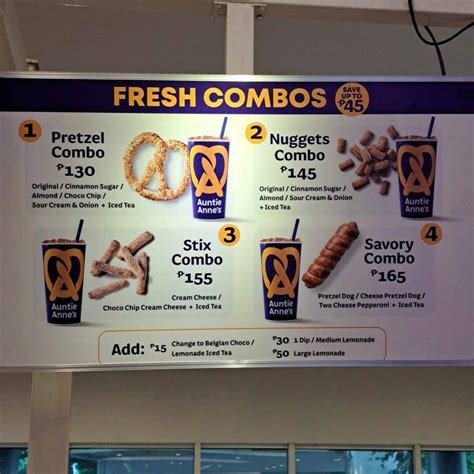 FRESH COMBOS
SAVE
UP TO
₱45
1
Pretzel
Combo
₱130
Original / Cinnamon Sugar /
Almond / Choco Chip /
Sour Cream & Onion + Iced Tea
Auntie
Anne's
2
Nuggets
Combo
₱145
Original / Cinnamon Sugar /
Almond / Sour Cream & Onion
+ Iced Tea
Auntie
Anne's
Auntie
Anne's
3
Stix
Combo
₱155
Cream Cheese /
Choco Chip Cream Cheese + Iced Tea
Auntie
Anne's
4
Savory
Combo
₱165
Pretzel Dog / Cheese Pretzel Dog /
Two Cheese Pepperoni + Iced Tea
Add: ₱15 Change to Belgian Choco /
Lemonade Iced Tea
₱30 1 Dip / Medium Lemonade
₱50 Large Lemonade